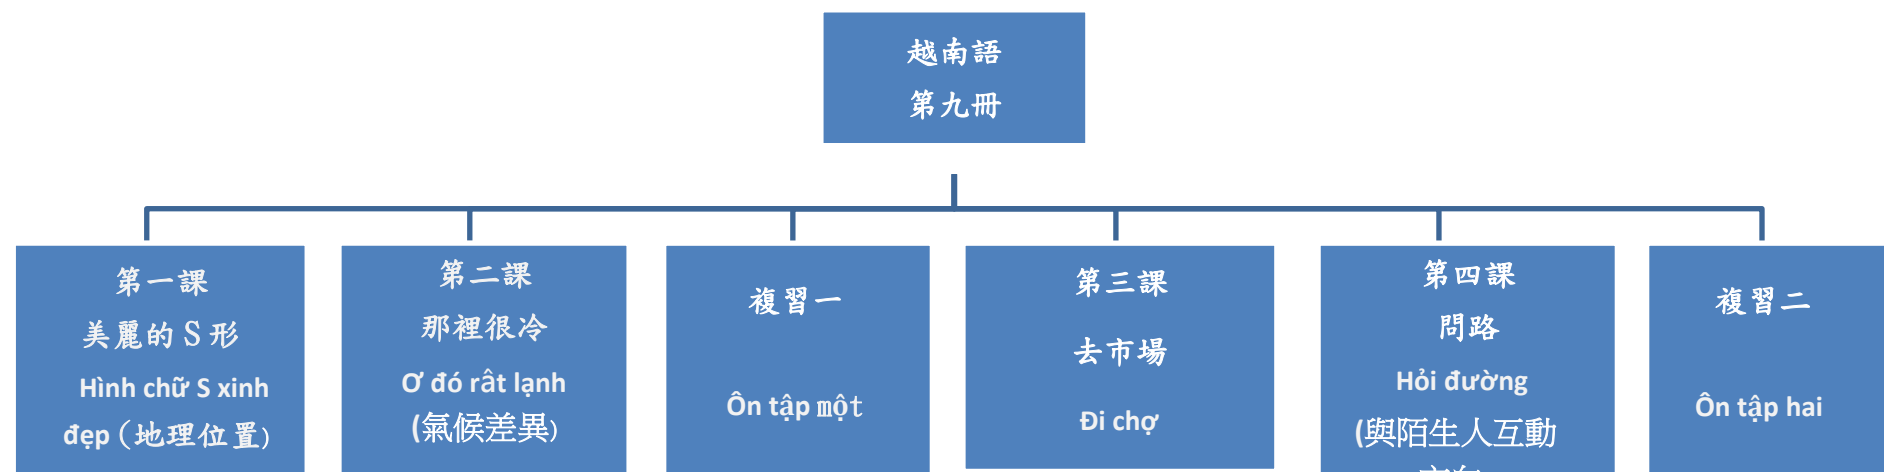 越南語
第九冊
第一課
美麗的 S 形
Hình chữ S xinh
đẹp (地理位置)
第二課
那裡很冷
Ơ đó rât lạnh
(氣候差異)
複習一
Ôn tập một
第三課
去市場
Đi chợ
第四課
問路
Hỏi đường
(與陌生人互動
複習二
Ôn tập hai